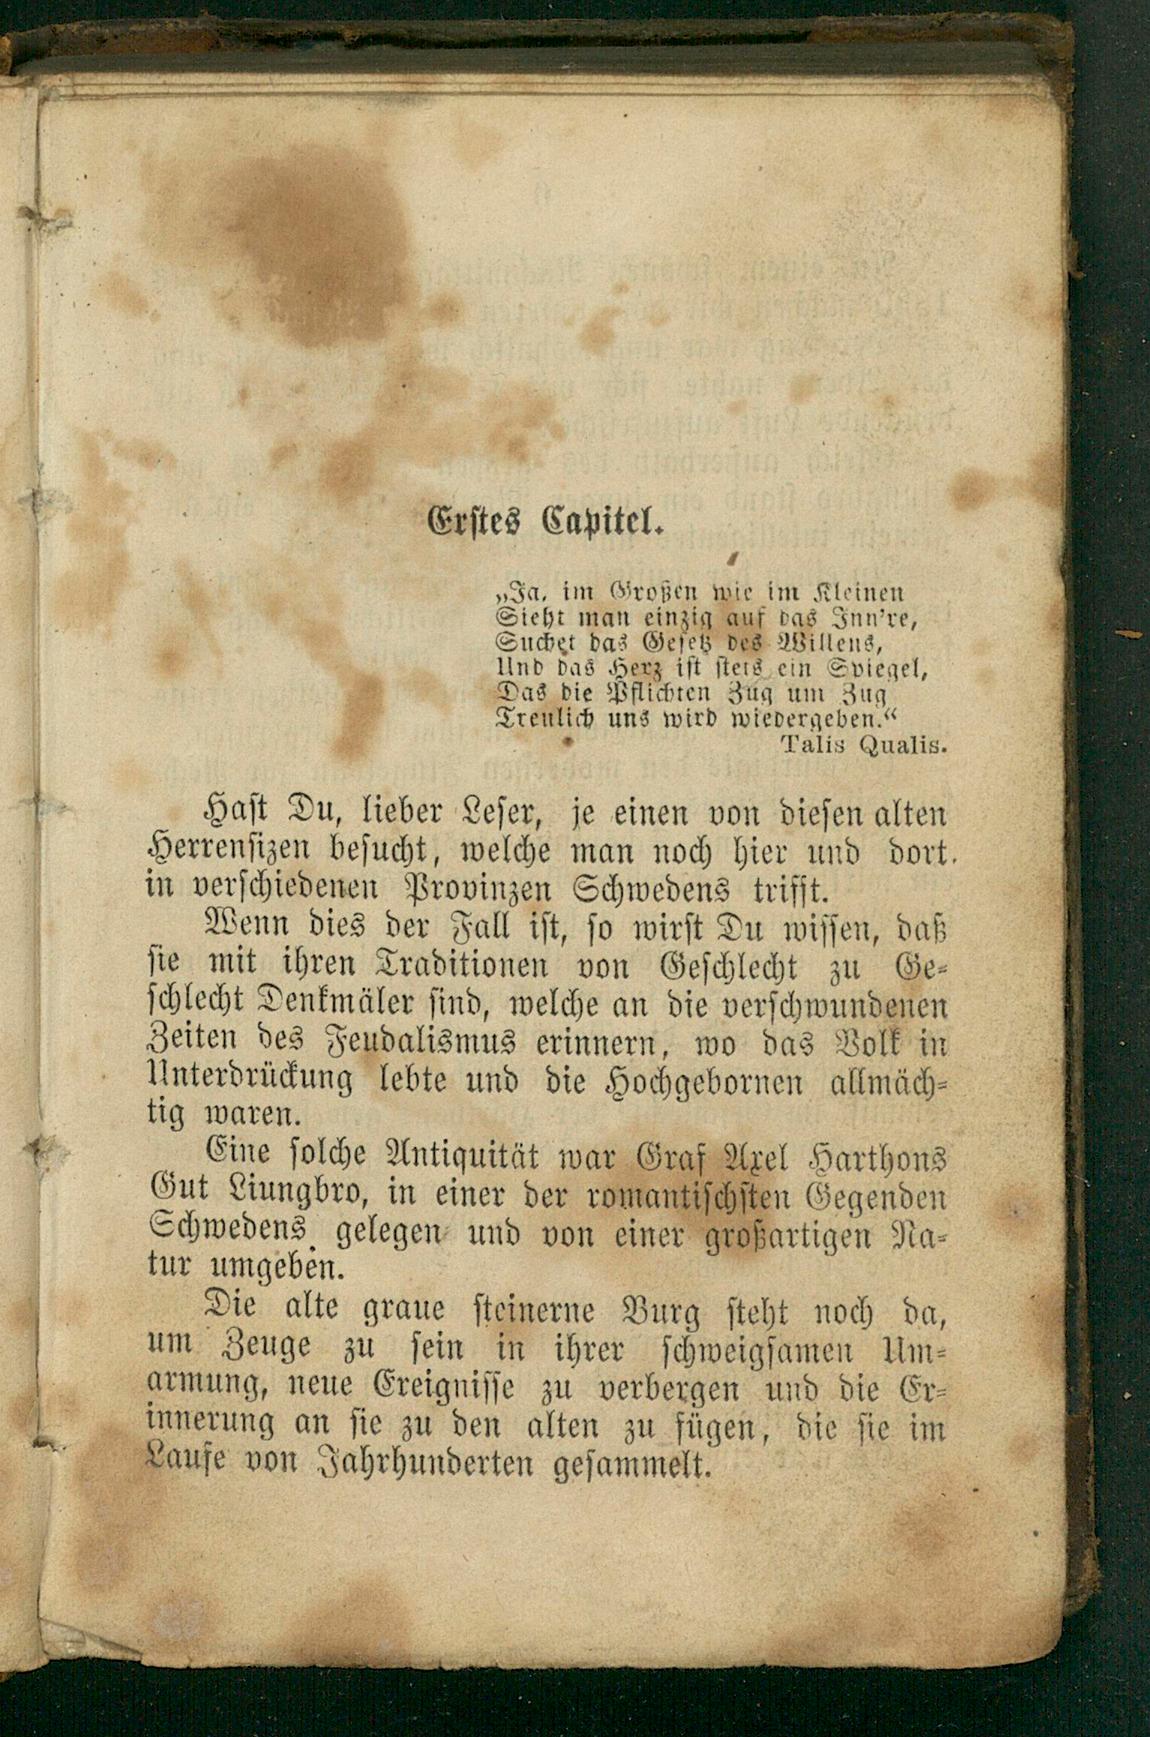 Erstes Capitel.
„Ja, im Großen wie im Kleinen
Sieht man einzig auf das Inn're,
Suchet das Gesetz des Willens,
Und das Herz ist stets ein Spiegel,
Das die Pflichten Zug um Zug
Treulich uns wird wiedergeben.“
Talis Qualis.
Hast Du, lieber Leser, je einen von diesen alten
Herrensizen besucht, welche man noch hier und dort
in verschiedenen Provinzen Schwedens trifft.
Wenn dies der Fall ist, so wirst Du wissen, daß
sie mit ihren Traditionen von Geschlecht zu Ge-
schlecht Denkmäler sind, welche an die verschwundenen
Zeiten des Feudalismus erinnern, wo das Volk in
Unterdrückung lebte und die Hochgebornen allmäch-
tig waren.
Eine solche Antiquität war Graf Axel Harthons
Gut Liungbro, in einer der romantischsten Gegenden
Schwedens gelegen und von einer großartigen Na-
tur umgeben.
Die alte graue steinerne Burg steht noch da,
um Zeuge zu sein in ihrer schweigsamen Um-
armung, neue Ereignisse zu verbergen und die Er-
innerung an sie zu den alten zu fügen, die sie im
Laufe von Jahrhunderten gesammelt.